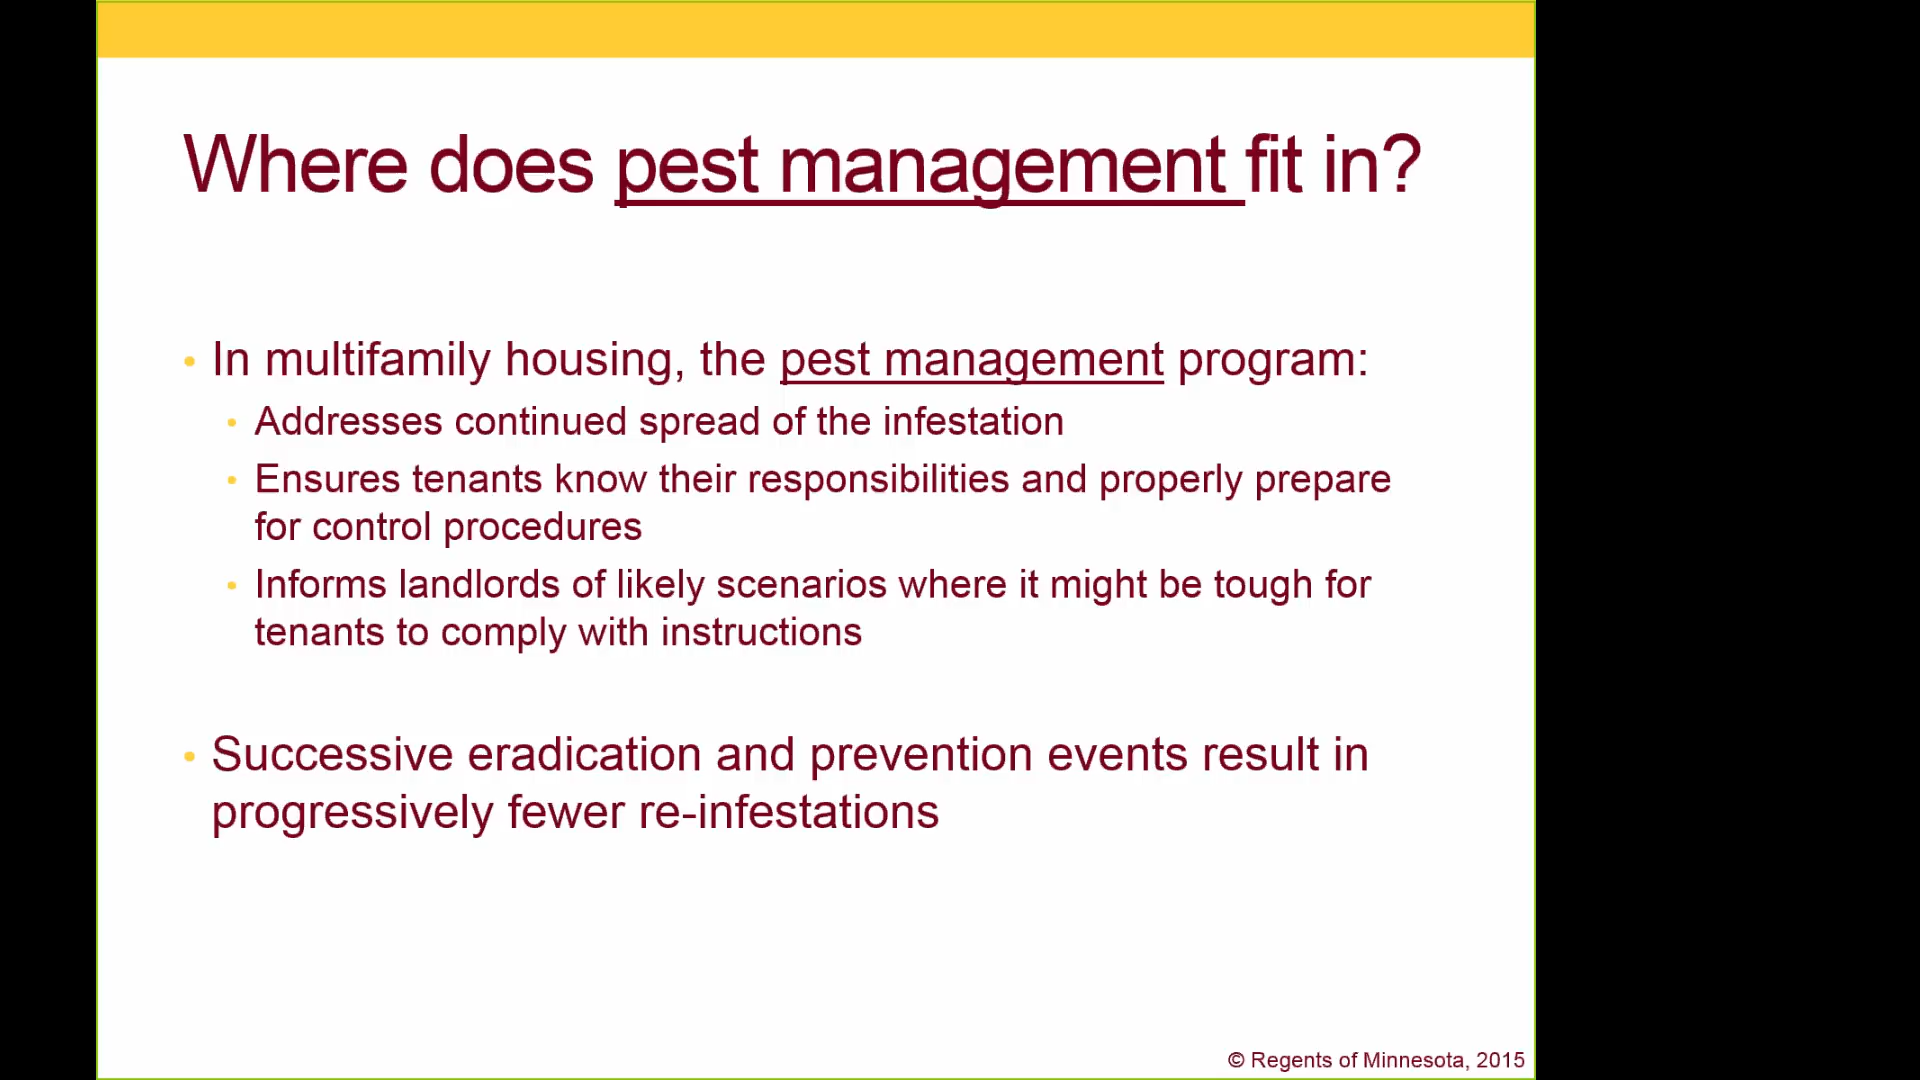 Where does pest management fit in?
• In multifamily housing, the pest management program:
• Addresses continued spread of the infestation
• Ensures tenants know their responsibilities and properly prepare
for control procedures
• Informs landlords of likely scenarios where it might be tough for
tenants to comply with instructions
• Successive eradication and prevention events result in
progressively fewer re-infestations
© Regents of Minnesota, 2015